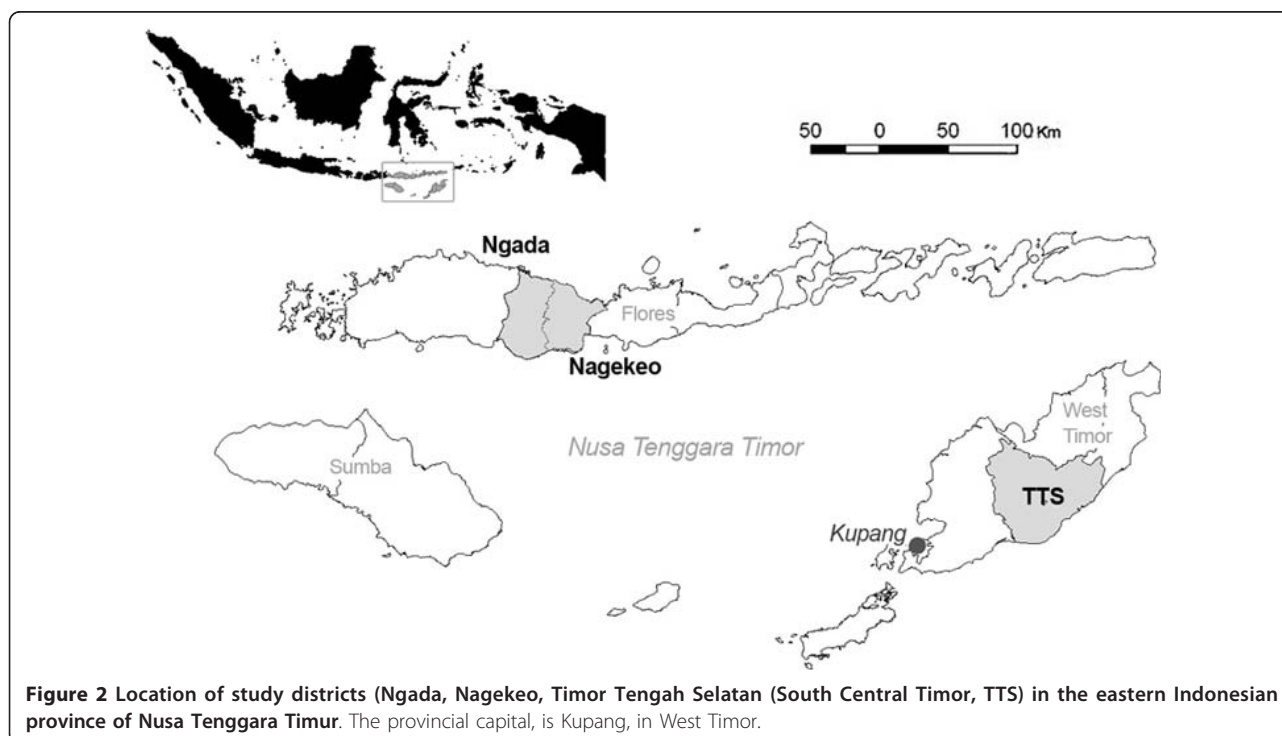 50 0 50 100 Km
Ngada
Flores
Nagekeo
West
Timor
Nusa Tenggara Timor
Sumba
TTS
Kupang
Figure 2 Location of study districts (Ngada, Nagekeo, Timor Tengah Selatan (South Central Timor, TTS) in the eastern Indonesian
province of Nusa Tenggara Timur. The provincial capital, is Kupang, in West Timor.